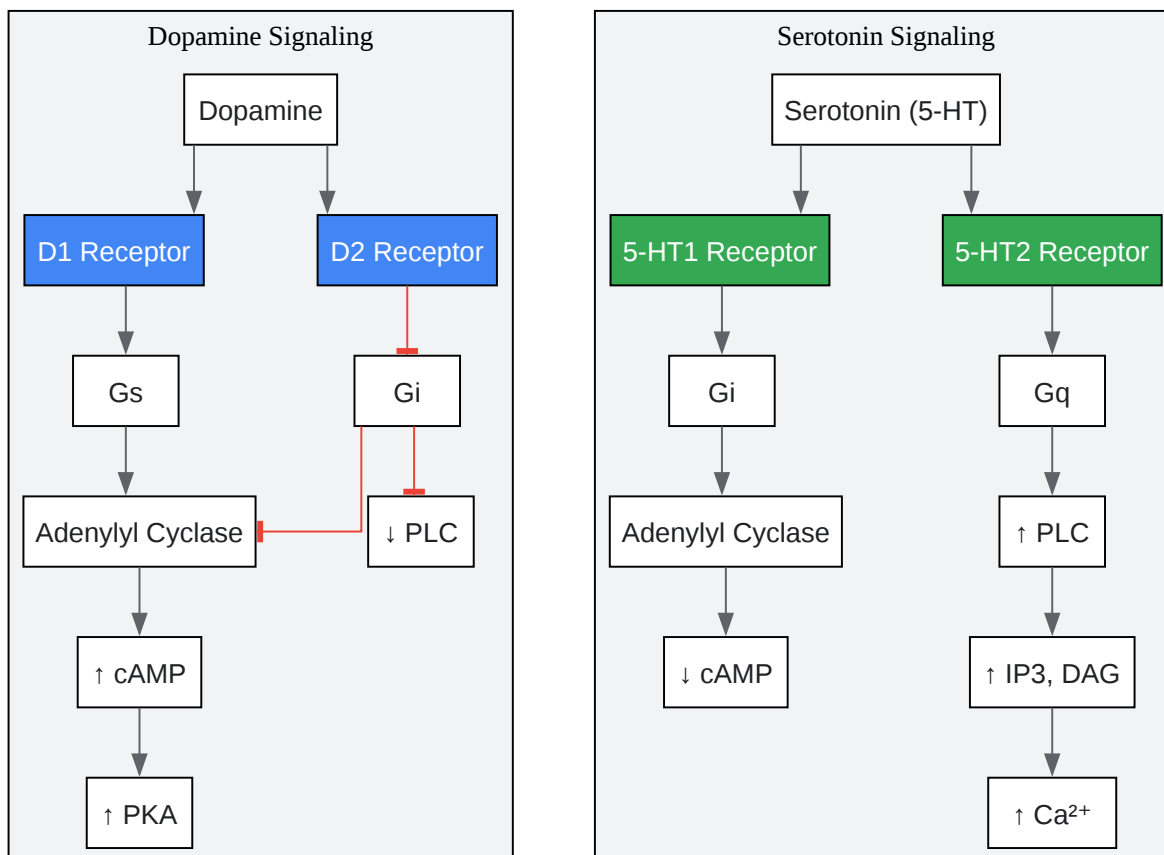 Dopamine Signaling
Dopamine
D1 Receptor
D2 Receptor
Gs
Gi
Adenylyl Cyclase
↓ PLC
↑ cAMP
↑ PKA
Serotonin Signaling
Serotonin (5-HT)
5-HT1 Receptor
5-HT2 Receptor
Gi
Gq
Adenylyl Cyclase
↑ PLC
↓ cAMP
↑ IP3, DAG
↑ Ca²⁺